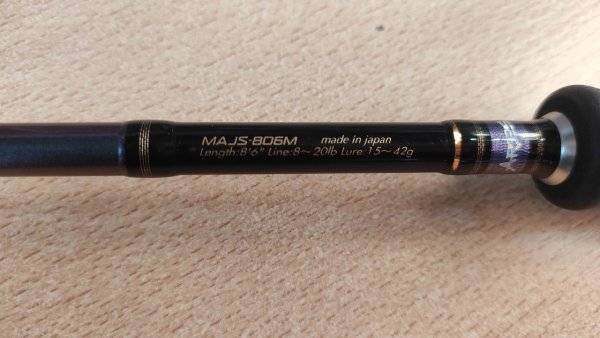 MAJS-806M made in japan
Length:8'6" Line:8～20lb Lure:15～42g